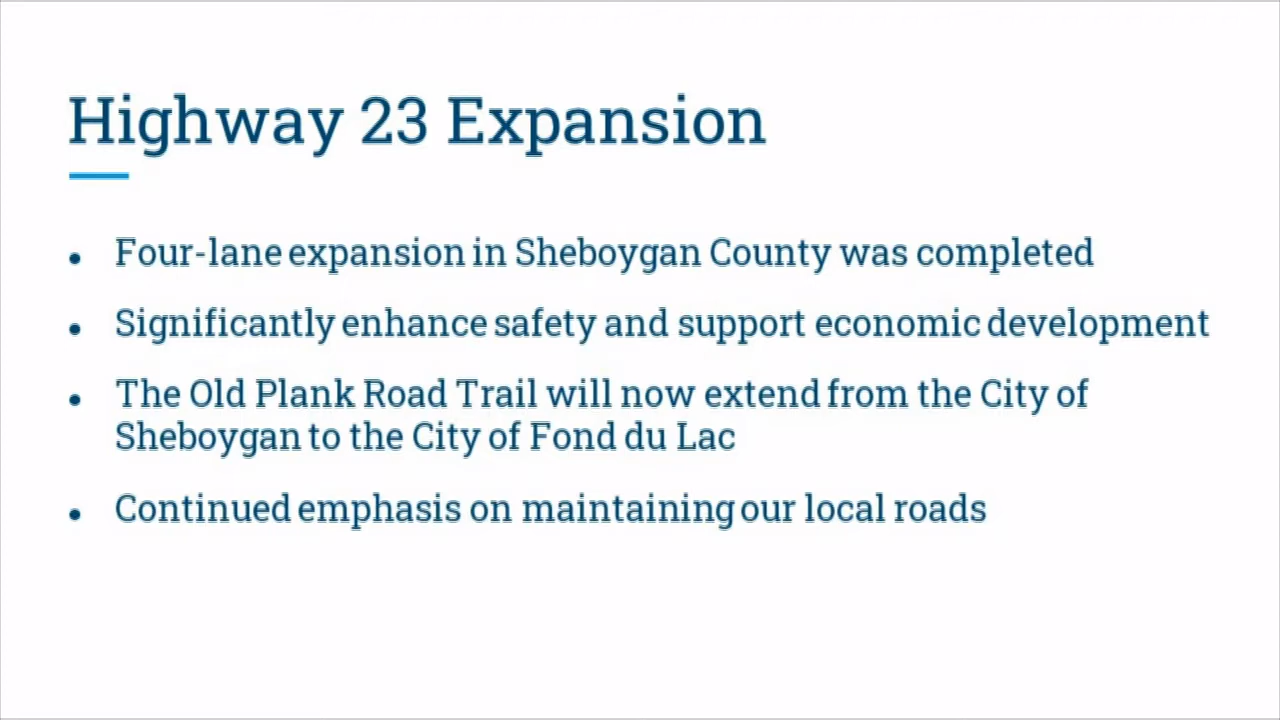 Highway 23 Expansion
• Four-lane expansion in Sheboygan County was completed
• Significantly enhance safety and support economic development
• The Old Plank Road Trail will now extend from the City of
Sheboygan to the City of Fond du Lac
• Continued emphasis on maintaining our local roads